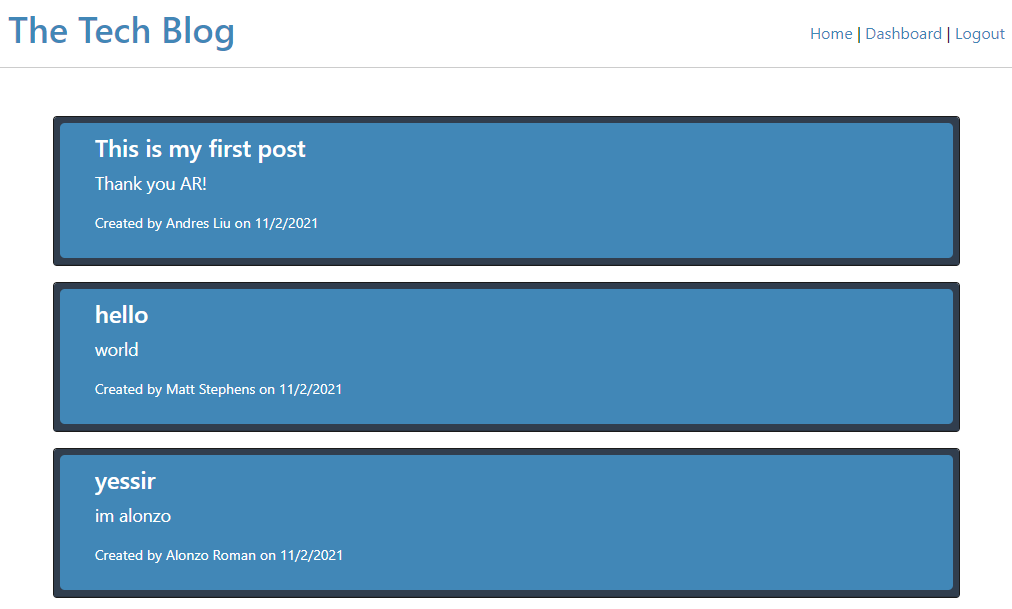 The Tech Blog
Home | Dashboard | Logout
This is my first post
Thank you AR!
Created by Andres Liu on 11/2/2021
hello
world
Created by Matt Stephens on 11/2/2021
yessir
im alonzo
Created by Alonzo Roman on 11/2/2021